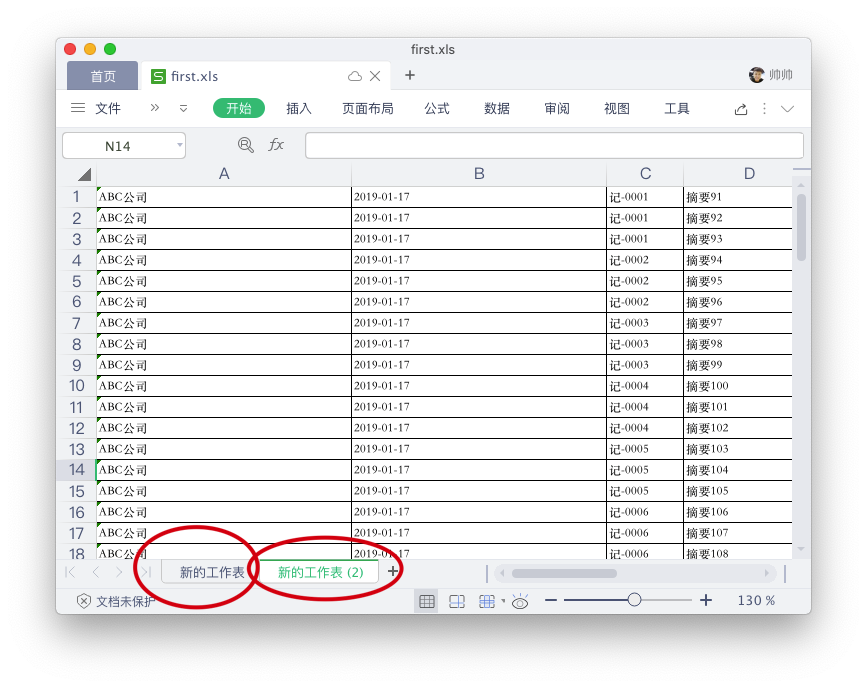 first.xls
首页 S first.xls + 帅帅
文件 » 开始 插入 页面布局 公式 数据 审阅 视图 工具
N14 fx
A B C D
1 ABC公司 2019-01-17 记-0001 摘要91
2 ABC公司 2019-01-17 记-0001 摘要92
3 ABC公司 2019-01-17 记-0001 摘要93
4 ABC公司 2019-01-17 记-0002 摘要94
5 ABC公司 2019-01-17 记-0002 摘要95
6 ABC公司 2019-01-17 记-0002 摘要96
7 ABC公司 2019-01-17 记-0003 摘要97
8 ABC公司 2019-01-17 记-0003 摘要98
9 ABC公司 2019-01-17 记-0003 摘要99
10 ABC公司 2019-01-17 记-0004 摘要100
11 ABC公司 2019-01-17 记-0004 摘要101
12 ABC公司 2019-01-17 记-0004 摘要102
13 ABC公司 2019-01-17 记-0005 摘要103
14 ABC公司 2019-01-17 记-0005 摘要104
15 ABC公司 2019-01-17 记-0005 摘要105
16 ABC公司 2019-01-17 记-0006 摘要106
17 ABC公司 2019-01-17 记-0006 摘要107
18 ABC公司 2019-01-17 记-0006 摘要108
新的工作表 新的工作表 (2) +
文档未保护 130 %